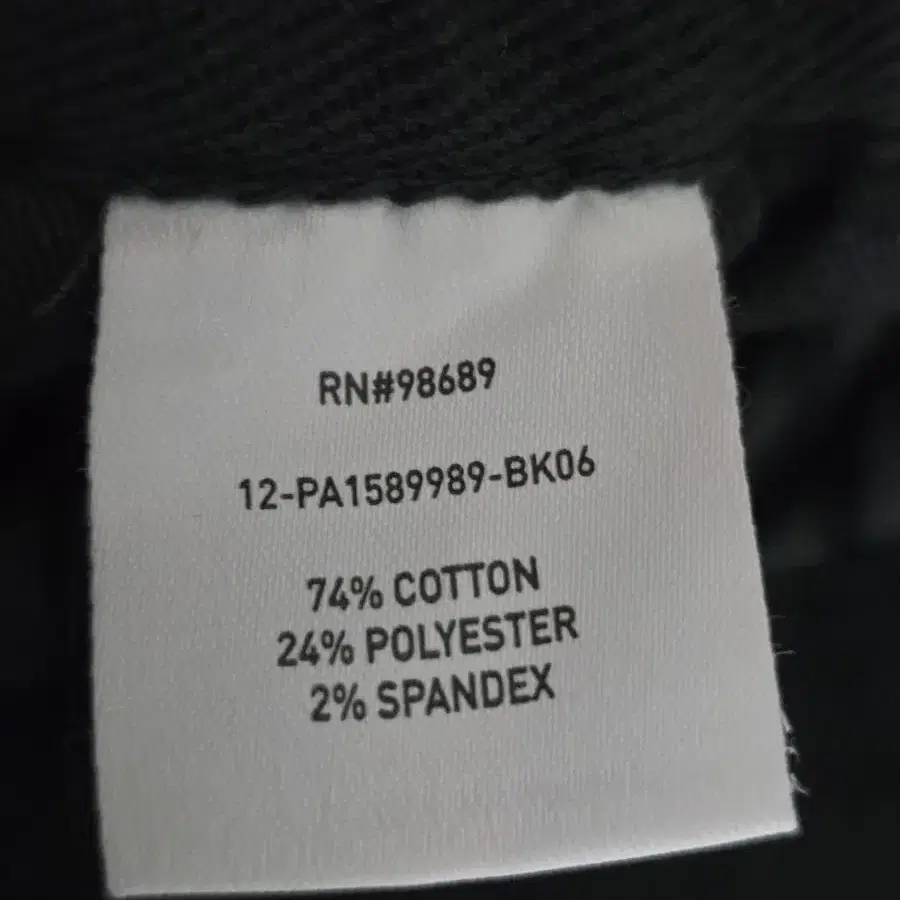 RN#98689
12-PA1589989-BK06
74% COTTON
24% POLYESTER
2% SPANDEX